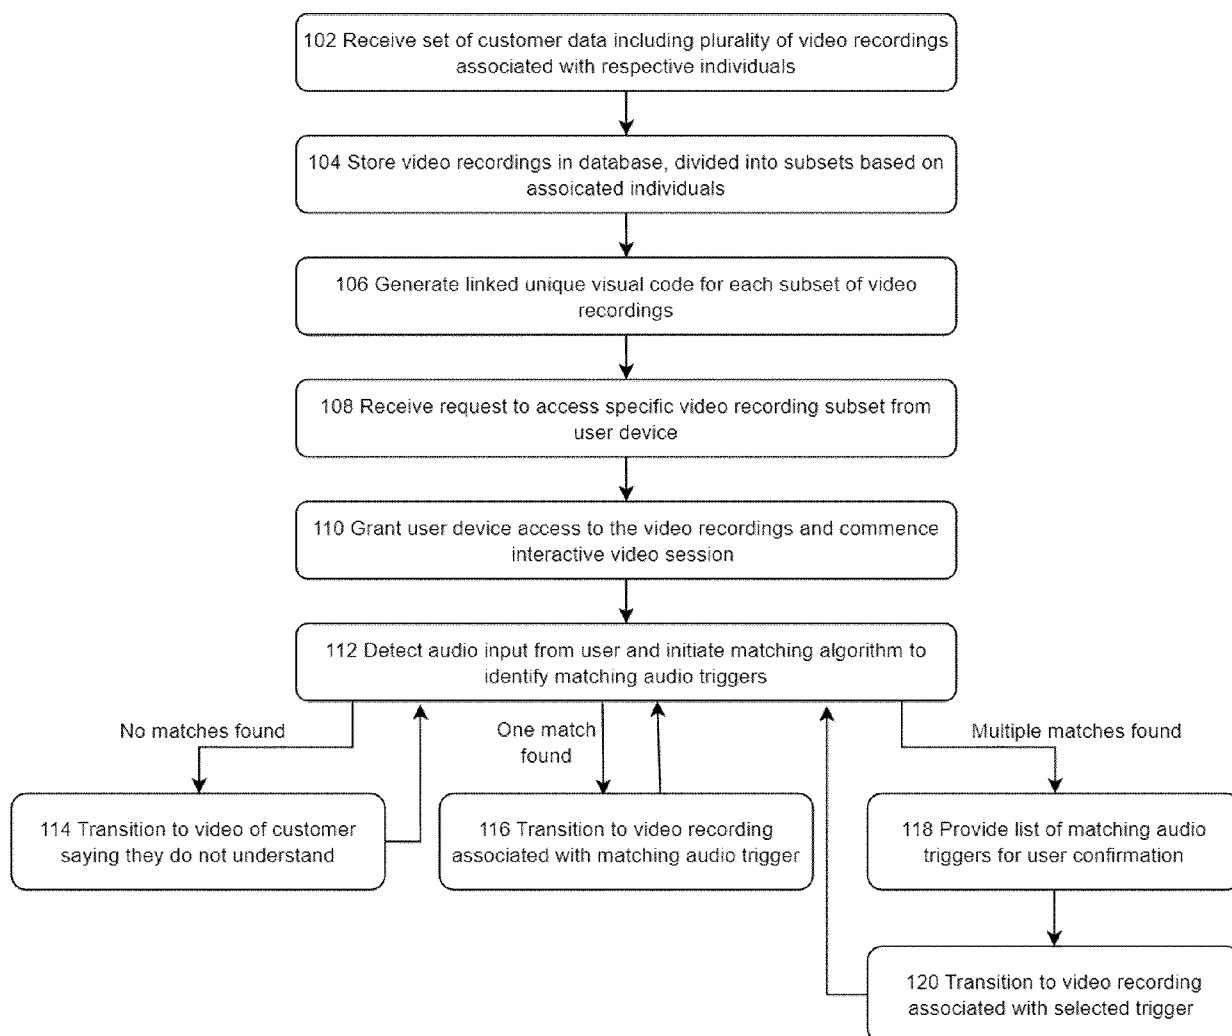 102 Receive set of customer data including plurality of video recordings
associated with respective individuals
104 Store video recordings in database, divided into subsets based on
assoicated individuals
106 Generate linked unique visual code for each subset of video
recordings
108 Receive request to access specific video recording subset from
user device
110 Grant user device access to the video recordings and commence
interactive video session
112 Detect audio input from user and initiate matching algorithm to
identify matching audio triggers
No matches found
One match
found
Multiple matches found
114 Transition to video of customer
saying they do not understand
116 Transition to video recording
associated with matching audio trigger
118 Provide list of matching audio
triggers for user confirmation
120 Transition to video recording
associated with selected trigger